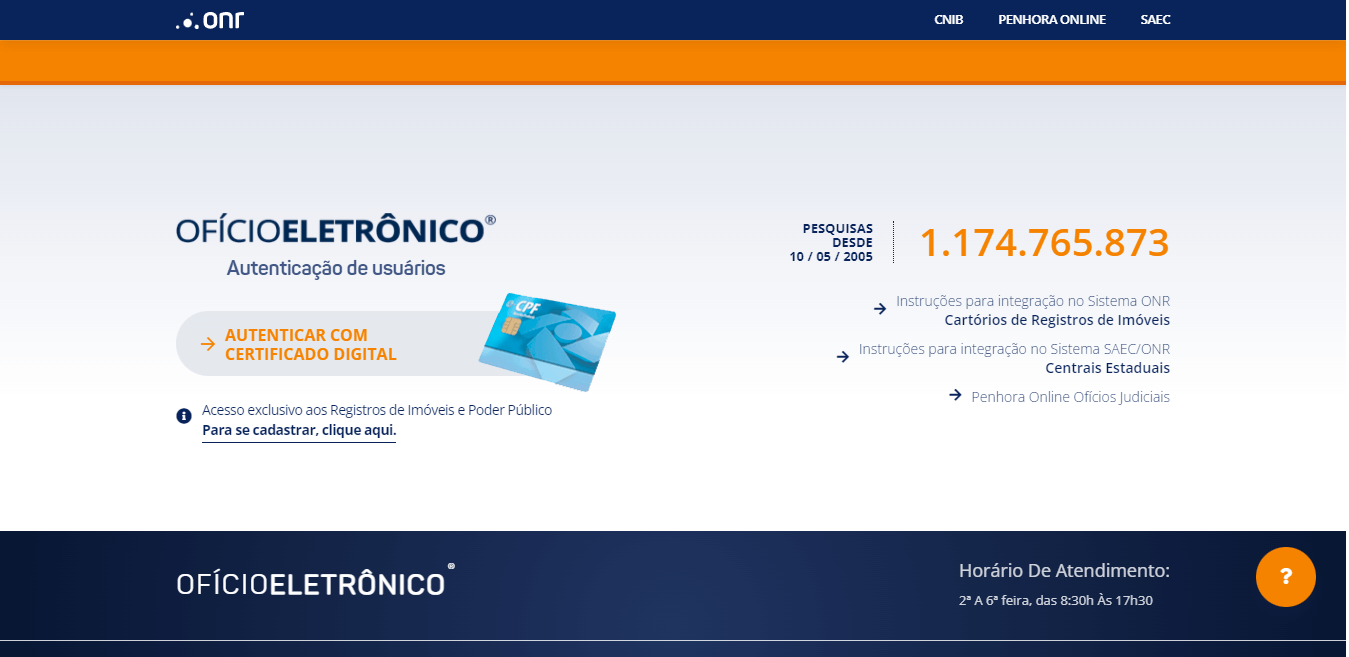 onr
CNIB
PENHORA ONLINE
SAEC
OFÍCIOELETRÔNICO®
Autenticação de usuários
AUTENTICAR COM
CERTIFICADO DIGITAL
CPF
Acesso exclusivo aos Registros de Imóveis e Poder Público
Para se cadastrar, clique aqui.
PESQUISAS
DESDE
10 / 05 / 2005
1.174.765.873
Instruções para integração no Sistema ONR
Cartórios de Registros de Imóveis
Instruções para integração no Sistema SAEC/ONR
Centrais Estaduais
Penhora Online Ofícios Judiciais
OFÍCIOELETRÔNICO®
Horário De Atendimento:
2ª A 6ª feira, das 8:30h Às 17h30
?